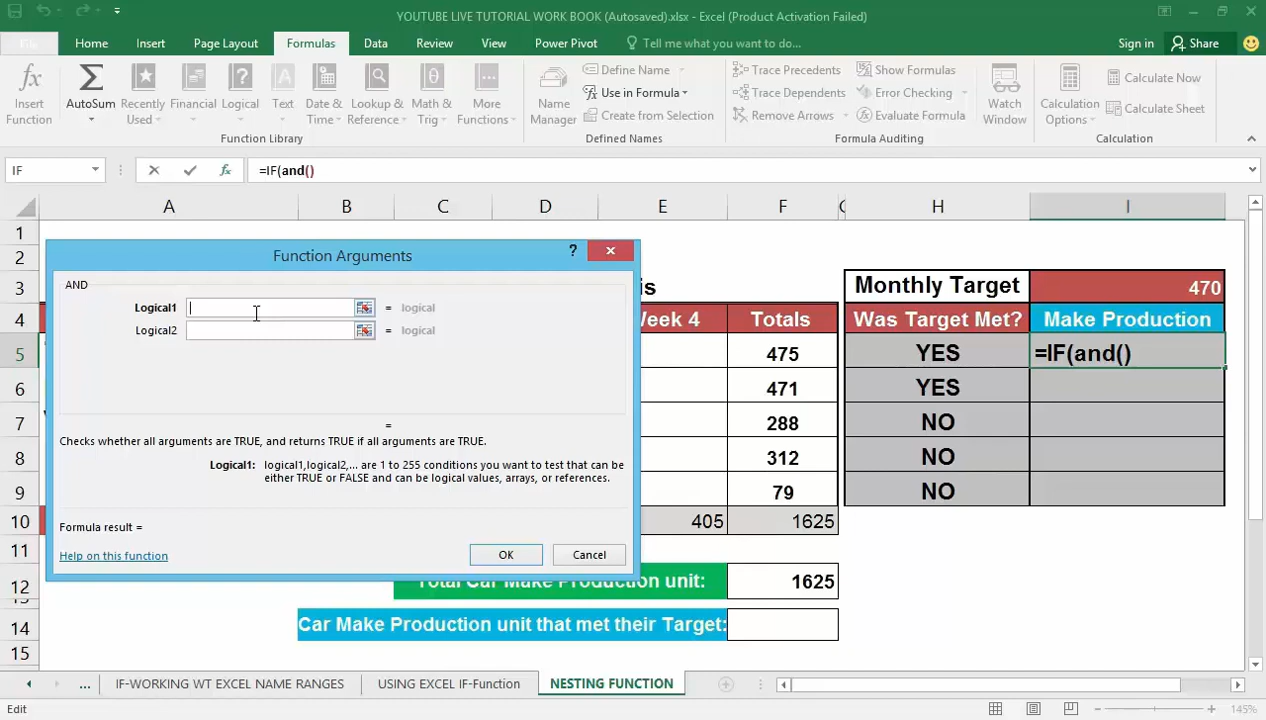 YOUTUBE LIVE TUTORIAL WORK BOOK (Autosaved).xlsx - Excel (Product Activation Failed)
File Home Insert Page Layout Formulas Data Review View Power Pivot Tell me what you want to do... Sign in Share
Insert Function
AutoSum
Recently Used
Financial
Logical
Text
Date & Time
Lookup & Reference
Math & Trig
More Functions
Function Library
Name Manager
Define Name
Use in Formula
Create from Selection
Defined Names
Trace Precedents
Trace Dependents
Remove Arrows
Show Formulas
Error Checking
Evaluate Formula
Formula Auditing
Watch Window
Calculation Options
Calculate Now
Calculate Sheet
Calculation
IF fx =IF(and()
A B C D E F G H I
1
2
3 is Monthly Target 470
4 Week 4 Totals Was Target Met? Make Production
5 475 YES =IF(and()
6 471 YES
7 288 NO
8 312 NO
9 79 NO
10 405 1625
11
12 Total Car Make Production unit: 1625
13
14 Car Make Production unit that met their Target:
15
Function Arguments ?
AND
Logical1 = logical
Logical2 = logical
=
Checks whether all arguments are TRUE, and returns TRUE if all arguments are TRUE.
Logical1: logical1,logical2,... are 1 to 255 conditions you want to test that can be
either TRUE or FALSE and can be logical values, arrays, or references.
Formula result =
Help on this function
OK Cancel
... IF-WORKING WT EXCEL NAME RANGES USING EXCEL IF-Function NESTING FUNCTION
Edit 145%